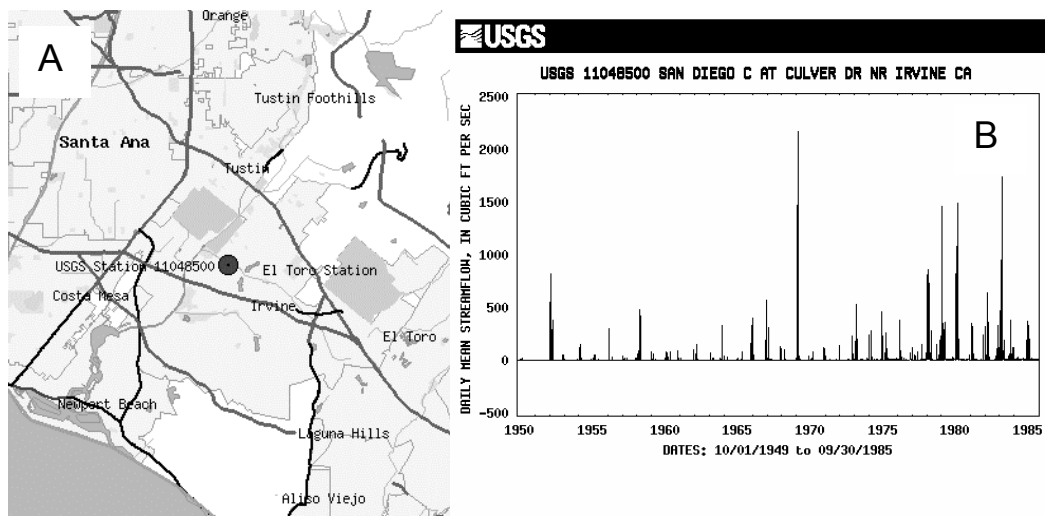 A
Orange
Tustin Foothills
Santa Ana
Tustin
USGS Station 11048500
El Toro Station
Costa Mesa
Irvine
El Toro
Newport Beach
Laguna Hills
Aliso Viejo
USGS
USGS 11048500 SAN DIEGO C AT CULVER DR NR IRVINE CA
B
DAILY MEAN STREAMFLOW, IN CUBIC FT PER SEC
2500
2000
1500
1000
500
0
-500
1950 1955 1960 1965 1970 1975 1980 1985
DATES: 10/01/1949 to 09/30/1985